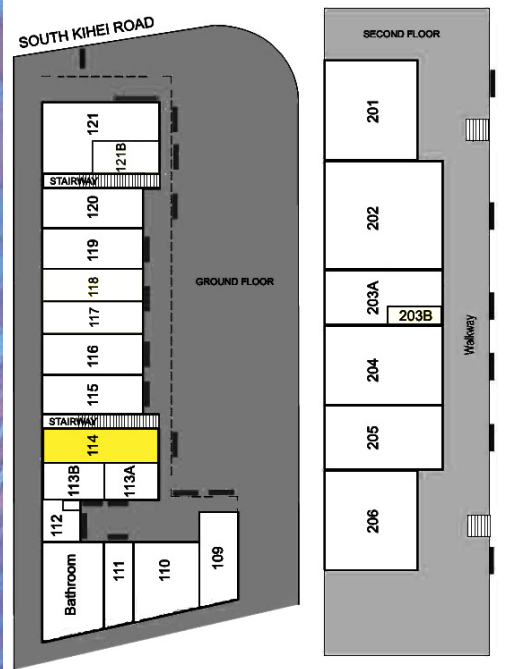 SOUTH KIHEI ROAD
121
121B
STAIRWAY
120
119
118
117
116
115
STAIRWAY
114
113B
113A
112
Bathroom
111
110
109
GROUND FLOOR
SECOND FLOOR
201
202
203A
203B
204
205
206
Walkway